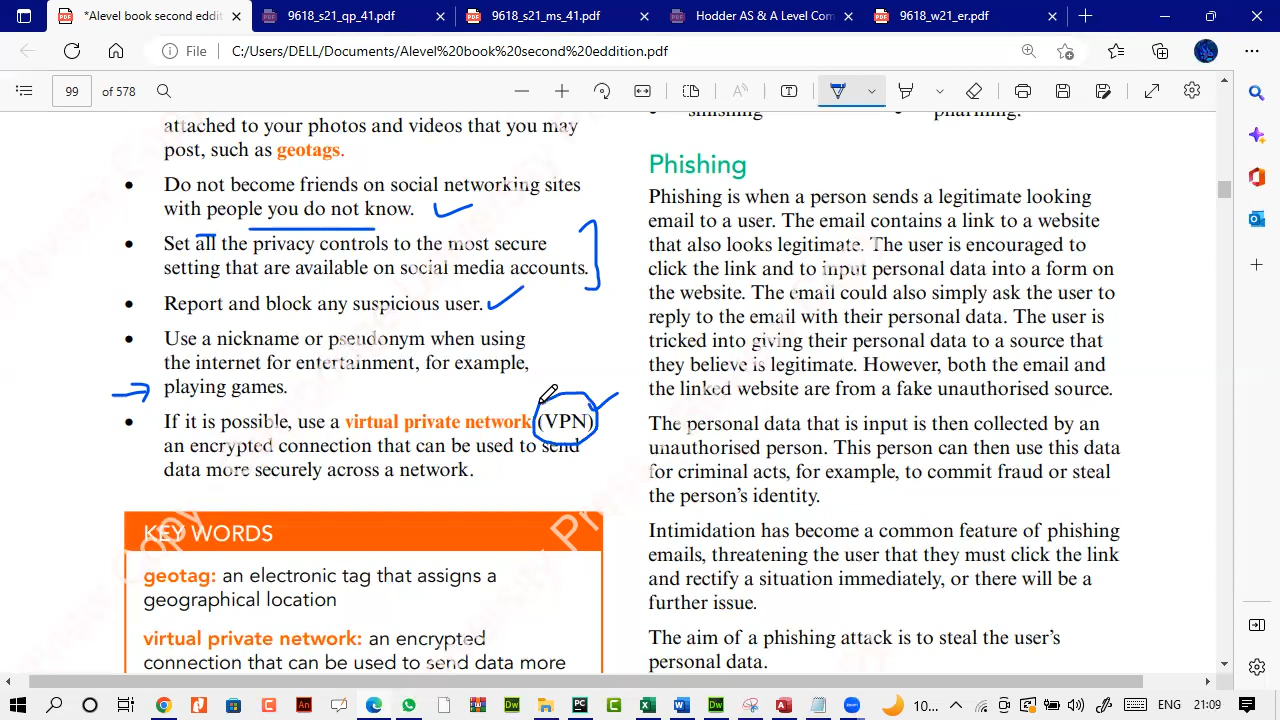 *Alevel book second eddit
9618_s21_qp_41.pdf
9618_s21_ms_41.pdf
Hodder AS & A Level Com
9618_w21_er.pdf
File
C:/Users/DELL/Documents/Alevel%20book%20second%20eddition.pdf
99
of 578
attached to your photos and videos that you may
post, such as geotags.
• Do not become friends on social networking sites
with people you do not know.
• Set all the privacy controls to the most secure
setting that are available on social media accounts.
• Report and block any suspicious user.
• Use a nickname or pseudonym when using
the internet for entertainment, for example,
playing games.
• If it is possible, use a virtual private network (VPN)
an encrypted connection that can be used to send
data more securely across a network.
KEY WORDS
geotag: an electronic tag that assigns a
geographical location
virtual private network: an encrypted
connection that can be used to send data more
pharming.
Phishing
Phishing is when a person sends a legitimate looking
email to a user. The email contains a link to a website
that also looks legitimate. The user is encouraged to
click the link and to input personal data into a form on
the website. The email could also simply ask the user to
reply to the email with their personal data. The user is
tricked into giving their personal data to a source that
they believe is legitimate. However, both the email and
the linked website are from a fake unauthorised source.
The personal data that is input is then collected by an
unauthorised person. This person can then use this data
for criminal acts, for example, to commit fraud or steal
the person's identity.
Intimidation has become a common feature of phishing
emails, threatening the user that they must click the link
and rectify a situation immediately, or there will be a
further issue.
The aim of a phishing attack is to steal the user's
personal data.
10...
ENG
21:09